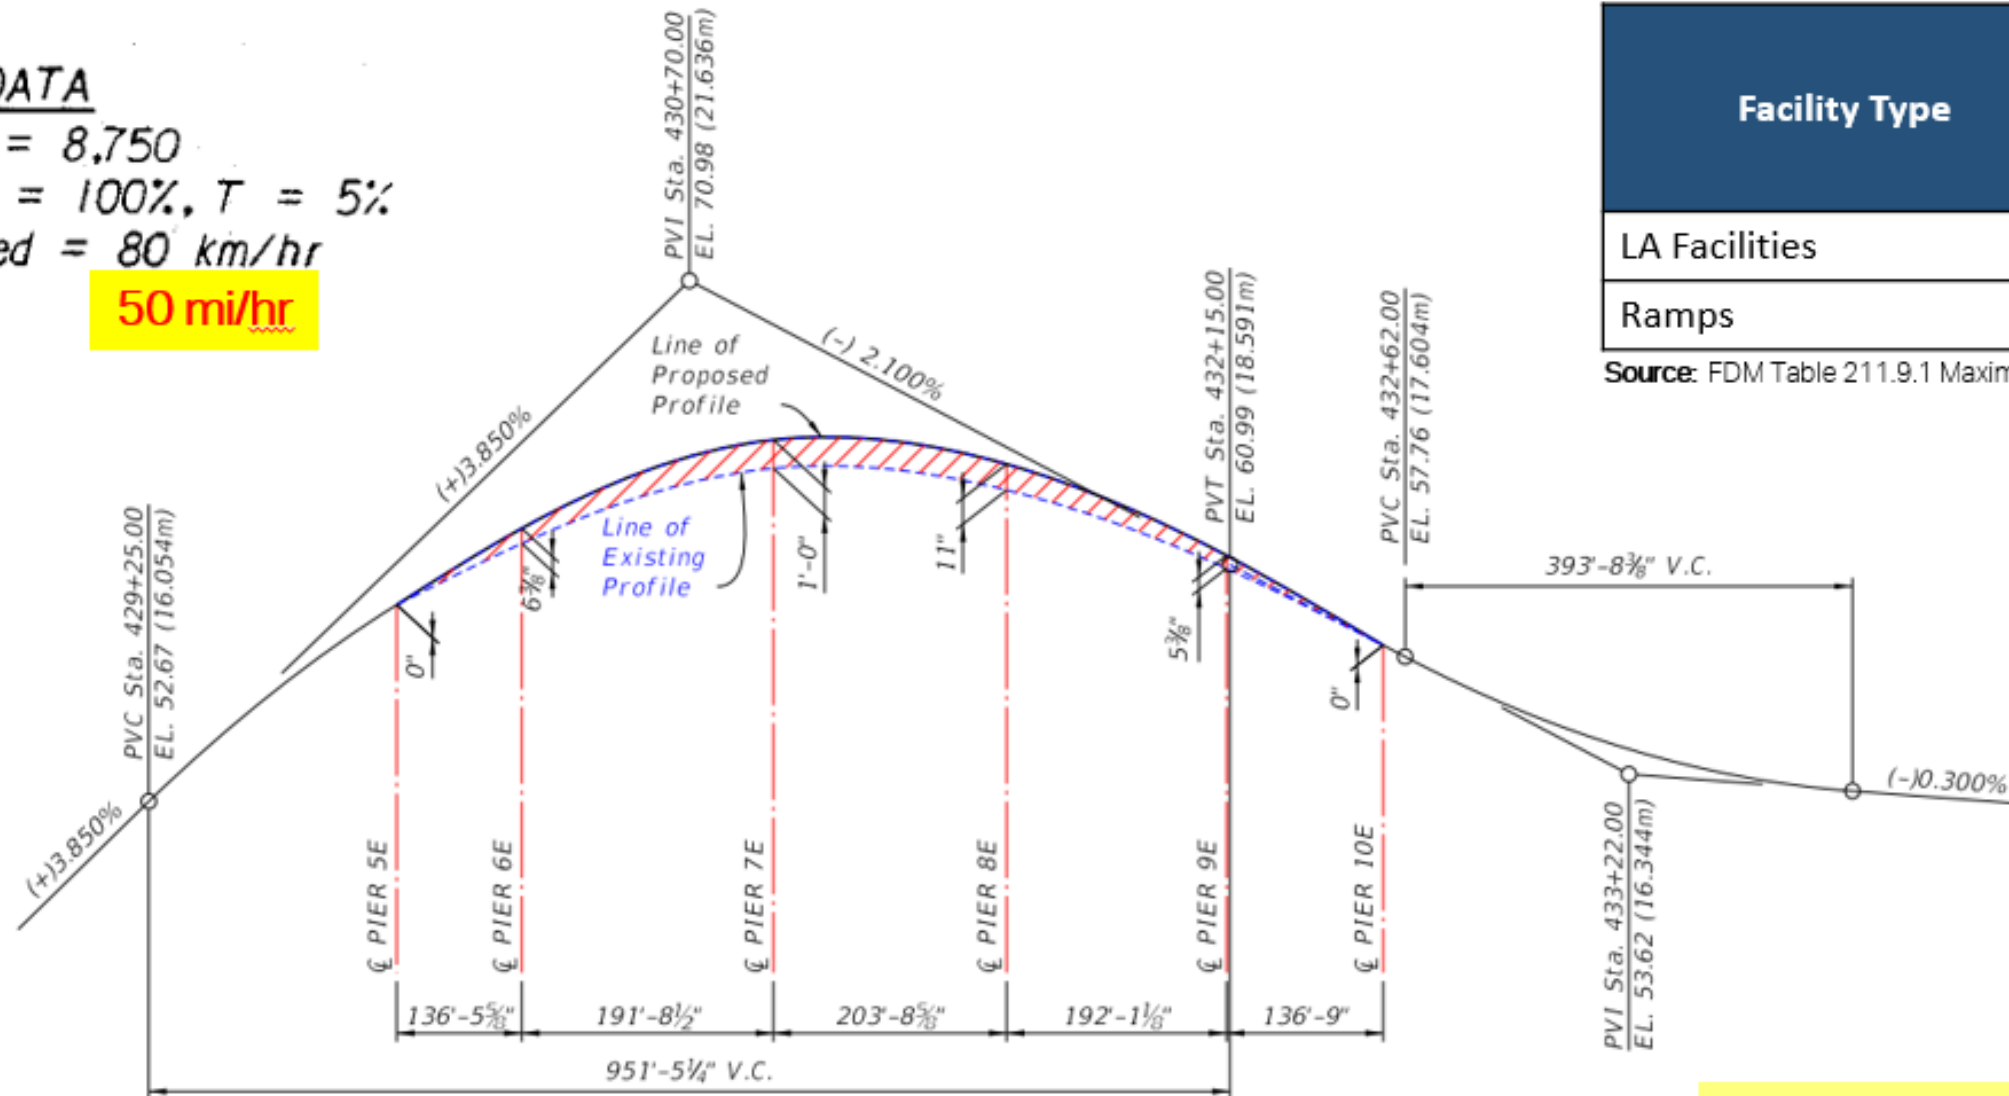 DATA
= 8,750
= 100%, T = 5%
ed = 80 km/hr
50 mi/hr
PVI Sta. 430+70.00
EL. 70.98 (21.636m)
Facility Type
LA Facilities
Ramps
Source: FDM Table 211.9.1 Maxim
(+)3.850%
(-) 2.100%
Line of
Proposed
Profile
Line of
Existing
Profile
PVC Sta. 429+25.00
EL. 52.67 (16.054m)
PVT Sta. 432+15.00
EL. 60.99 (18.591m)
PVC Sta. 432+62.00
EL. 57.76 (17.604m)
393'-8⅜" V.C.
0"
6⅞"
1'-0"
11"
5⅜"
0"
(+)3.850%
(-)0.300%
PVI Sta. 433+22.00
EL. 53.62 (16.344m)
℄ PIER 5E
℄ PIER 6E
℄ PIER 7E
℄ PIER 8E
℄ PIER 9E
℄ PIER 10E
136'-5⅝"
191'-8½"
203'-8⅝"
192'-1⅛"
136'-9"
951'-5¼" V.C.